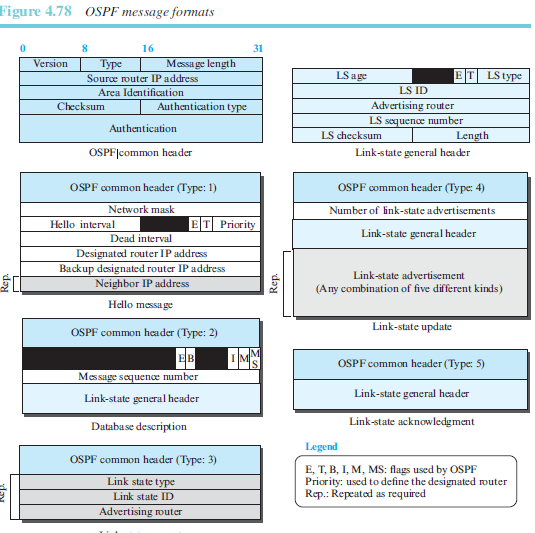 Figure 4.78 OSPF message formats
0 8 16 31
Version Type Message length
Source router IP address
Area Identification
Checksum Authentication type
Authentication
OSPF common header
LS age E T LS type
LS ID
Advertising router
LS sequence number
LS checksum Length
Link-state general header
OSPF common header (Type: 1)
Network mask
Hello interval E T Priority
Dead interval
Designated router IP address
Backup designated router IP address
Rep. Neighbor IP address
Hello message
OSPF common header (Type: 4)
Number of link-state advertisements
Link-state general header
Rep. Link-state advertisement
(Any combination of five different kinds)
Link-state update
OSPF common header (Type: 2)
E B I M M S
Message sequence number
Link-state general header
Database description
OSPF common header (Type: 5)
Link-state general header
Link-state acknowledgment
OSPF common header (Type: 3)
Rep. Link state type
Link state ID
Advertising router
Legend
E, T, B, I, M, MS: flags used by OSPF
Priority: used to define the designated router
Rep.: Repeated as required